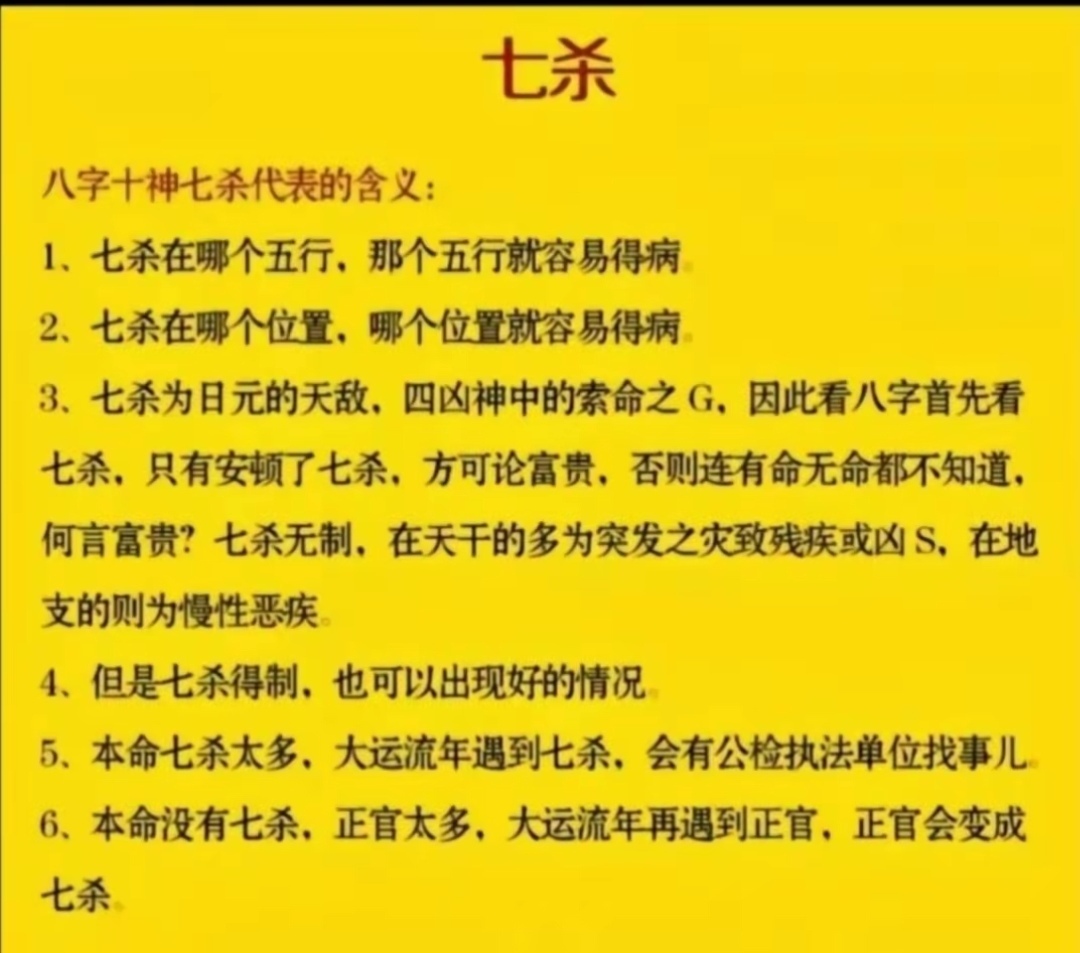 七杀
八字十神七杀代表的含义：
1、七杀在哪个五行，那个五行就容易得病。
2、七杀在哪个位置，哪个位置就容易得病。
3、七杀为日元的天敌，四凶神中的索命之 G，因此看八字首先看
七杀，只有安顿了七杀，方可论富贵，否则连有命无命都不知道，
何言富贵？七杀无制，在天干的多为突发之灾致残疾或凶 S，在地
支的则为慢性恶疾。
4、但是七杀得制，也可以出现好的情况。
5、本命七杀太多，大运流年遇到七杀，会有公检执法单位找事儿。
6、本命没有七杀，正官太多，大运流年再遇到正官，正官会变成
七杀。